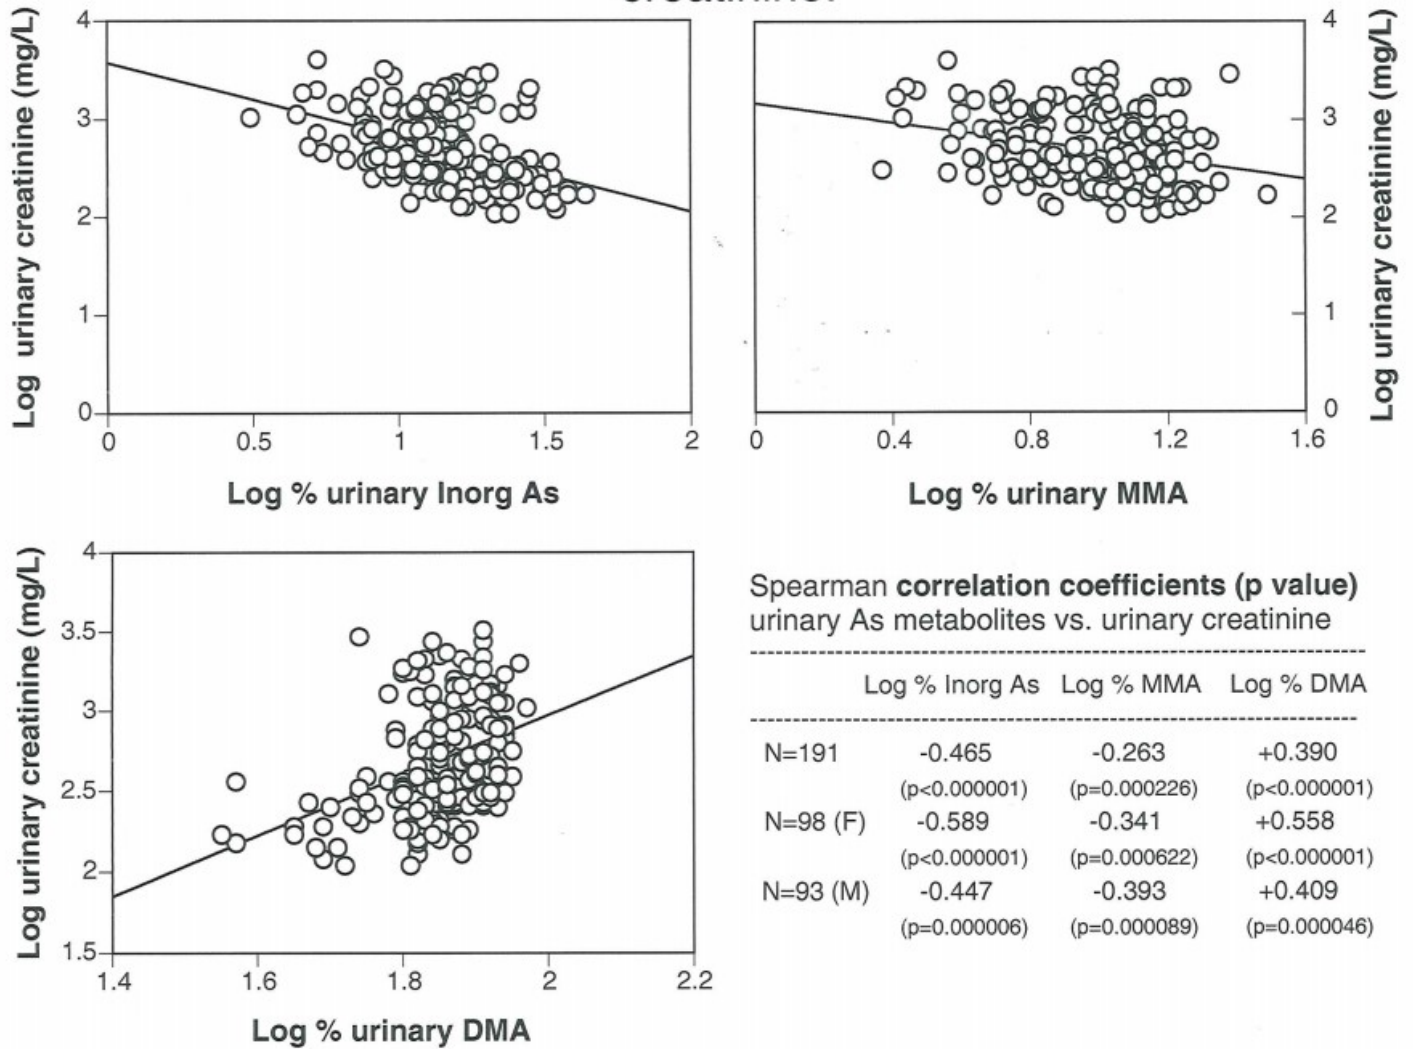 Log urinary creatinine (mg/L)
4
3
2
1
0
0 0.5 1 1.5 2
Log % urinary Inorg As
4
3
2
1
0
Log urinary creatinine (mg/L)
0 0.4 0.8 1.2 1.6
Log % urinary MMA
Log urinary creatinine (mg/L)
4
3.5
3
2.5
2
1.5
1.4 1.6 1.8 2 2.2
Log % urinary DMA
Spearman correlation coefficients (p value)
urinary As metabolites vs. urinary creatinine
Log % Inorg As Log % MMA Log % DMA
N=191 -0.465 -0.263 +0.390
(p<0.000001) (p=0.000226) (p<0.000001)
N=98 (F) -0.589 -0.341 +0.558
(p<0.000001) (p=0.000622) (p<0.000001)
N=93 (M) -0.447 -0.393 +0.409
(p=0.000006) (p=0.000089) (p=0.000046)